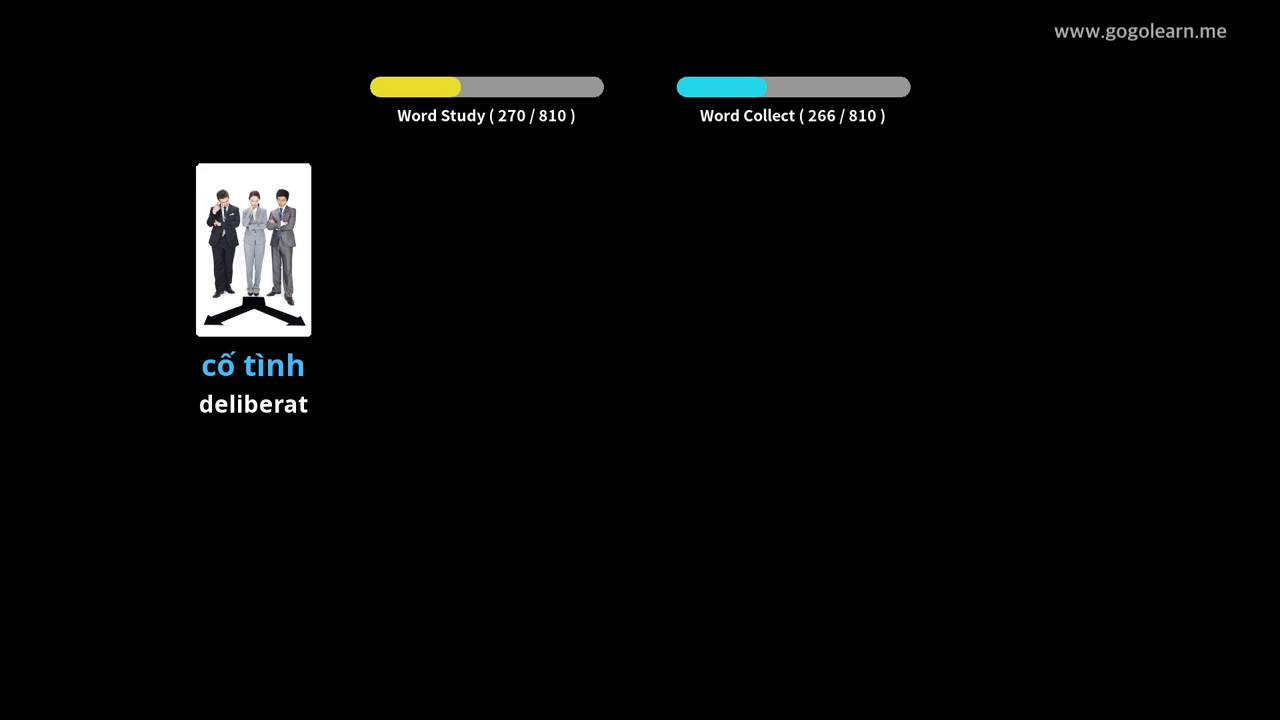 www.gogolearn.me
Word Study ( 270 / 810 )
Word Collect ( 266 / 810 )
cố tình
deliberat